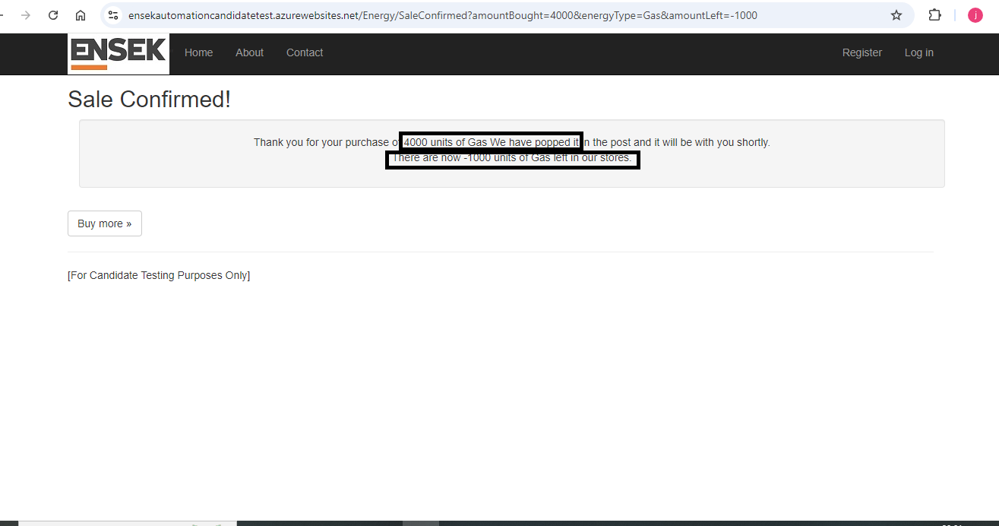 ensekautomationcandidatetest.azurewebsites.net/Energy/SaleConfirmed?amountBought=4000&energyType=Gas&amountLeft=-1000
j
ENSEK Home About Contact Register Log in
Sale Confirmed!
Thank you for your purchase of 4000 units of Gas We have popped it in the post and it will be with you shortly.
There are now -1000 units of Gas left in our stores.
Buy more »
[For Candidate Testing Purposes Only]